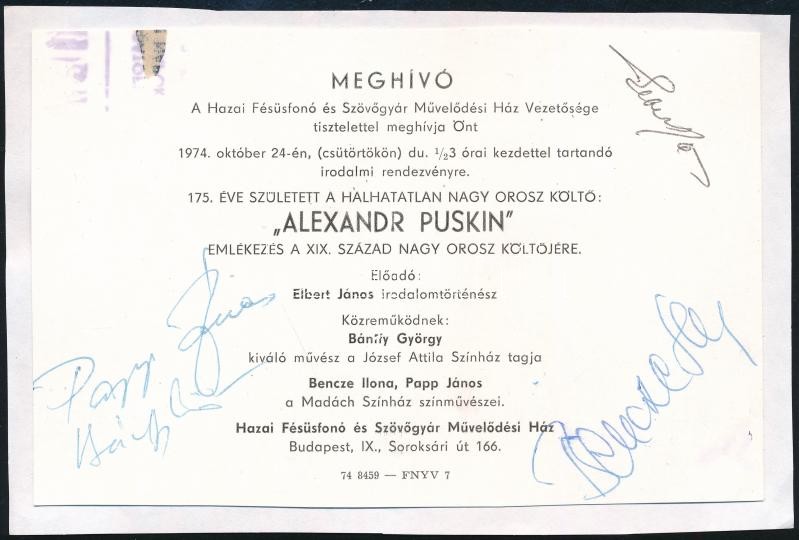 MEGHÍVÓ
A Hazai Fésüsfonó és Szövőgyár Művelődési Ház Vezetősége
tisztelettel meghívja Önt
1974. október 24-én, (csütörtökön) du. 1/2 3 órai kezdettel tartandó
irodalmi rendezvényre.
175. ÉVE SZÜLETETT A HALHATATLAN NAGY OROSZ KÖLTŐ:
„ALEXANDR PUSKIN”
EMLÉKEZÉS A XIX. SZÁZAD NAGY OROSZ KÖLTŐJÉRE.
Előadó:
Elbert János irodalomtörténész
Közreműködnek:
Bánffy György
kiváló művész a József Attila Színház tagja
Bencze Ilona, Papp János
a Madách Színház színművészei.
Hazai Fésüsfonó és Szövőgyár Művelődési Ház
Budapest, IX., Soroksári út 166.
74 8459 — FNYV 7
Papp János